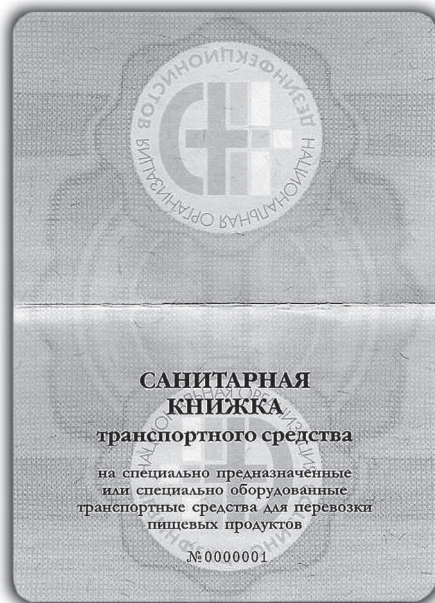 НАЦИОНАЛЬНАЯ ОРГАНИЗАЦИЯ ДЕЗИНФЕКЦИОНИСТОВ
САНИТАРНАЯ
КНИЖКА
транспортного средства
на специально предназначенные
или специально оборудованные
транспортные средства для перевозки
пищевых продуктов
№0000001